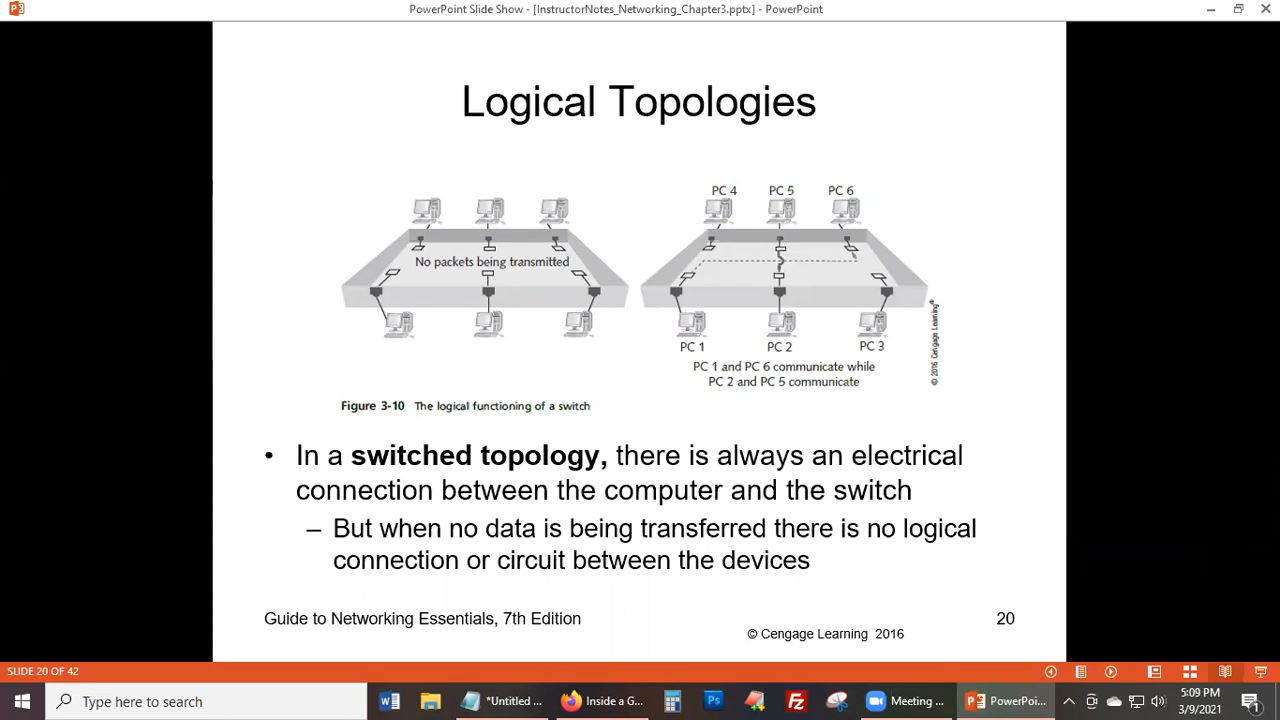 PowerPoint Slide Show - [InstructorNotes_Networking_Chapter3.pptx] - PowerPoint
Logical Topologies
PC 4 PC 5 PC 6
No packets being transmitted
PC 1 PC 2 PC 3
PC 1 and PC 6 communicate while
PC 2 and PC 5 communicate
© 2016 Cengage Learning®
Figure 3-10 The logical functioning of a switch
• In a switched topology, there is always an electrical
connection between the computer and the switch
– But when no data is being transferred there is no logical
connection or circuit between the devices
Guide to Networking Essentials, 7th Edition
20
© Cengage Learning 2016
SLIDE 20 OF 42
Type here to search
*Untitled ...
Inside a G...
Ps
Meeting ...
PowerPoi...
5:09 PM
3/9/2021
1